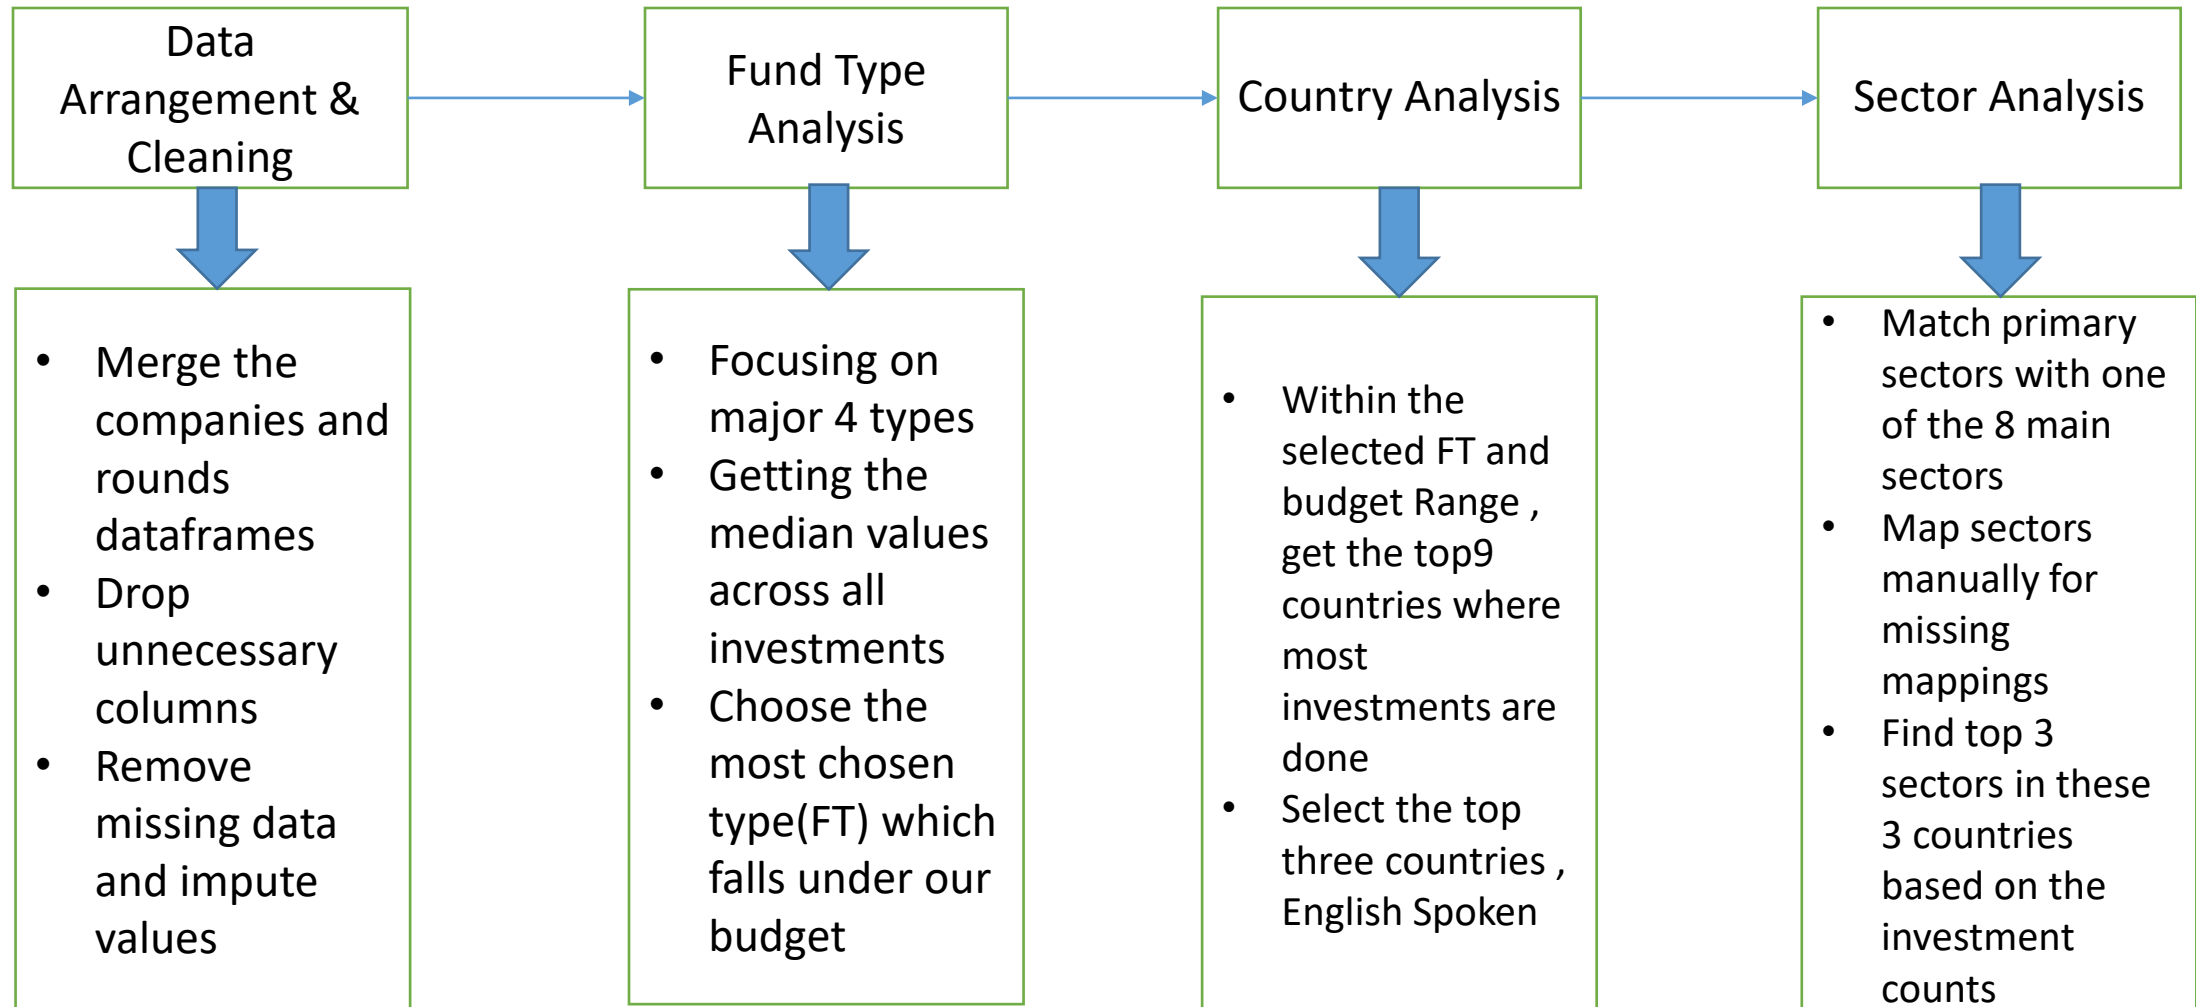 Data
Arrangement &
Cleaning
Fund Type
Analysis
Country Analysis
Sector Analysis
• Merge the
companies and
rounds
dataframes
• Drop
unnecessary
columns
• Remove
missing data
and impute
values
• Focusing on
major 4 types
• Getting the
median values
across all
investments
• Choose the
most chosen
type(FT) which
falls under our
budget
• Within the
selected FT and
budget Range ,
get the top9
countries where
most
investments are
done
• Select the top
three countries ,
English Spoken
• Match primary
sectors with one
of the 8 main
sectors
• Map sectors
manually for
missing
mappings
• Find top 3
sectors in these
3 countries
based on the
investment
counts